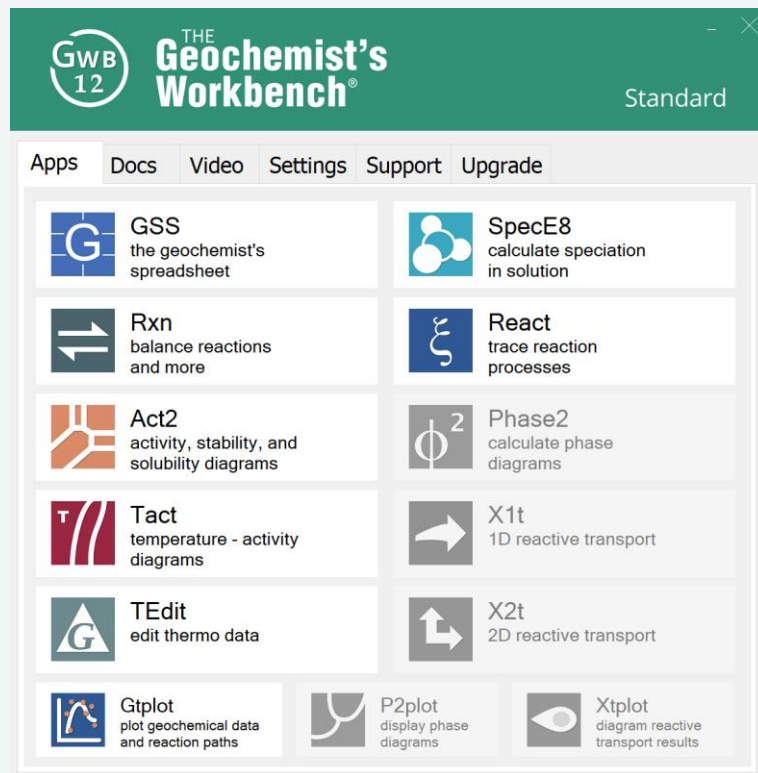 GWB
12
THE
Geochemist's
Workbench®
Standard
Apps Docs Video Settings Support Upgrade
GSS
the geochemist's
spreadsheet
G
SpecE8
calculate speciation
in solution
Rxn
balance reactions
and more
ξ
React
trace reaction
processes
Act2
activity, stability, and
solubility diagrams
ϕ2
Phase2
calculate phase
diagrams
T
Tact
temperature - activity
diagrams
X1t
1D reactive transport
G
TEdit
edit thermo data
X2t
2D reactive transport
Gtplot
plot geochemical data
and reaction paths
P2plot
display phase
diagrams
Xtplot
diagram reactive
transport results